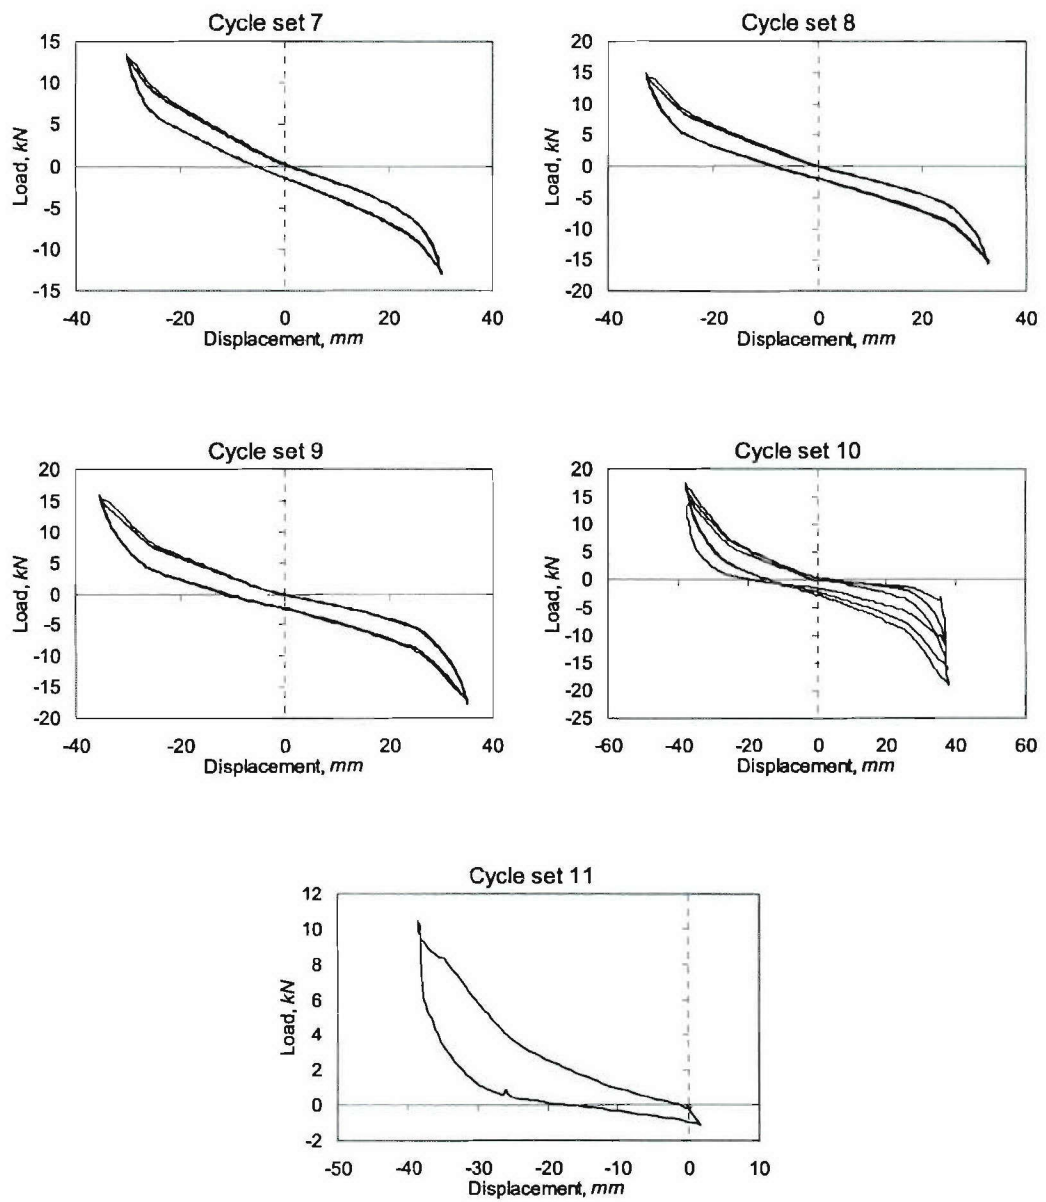 Cycle set 7
15
10
5
0
-5
-10
-15
-40 -20 0 20 40
Load, kN
Displacement, mm
Cycle set 8
20
15
10
5
0
-5
-10
-15
-20
-40 -20 0 20 40
Load, kN
Displacement, mm
Cycle set 9
20
15
10
5
0
-5
-10
-15
-20
-40 -20 0 20 40
Load, kN
Displacement, mm
Cycle set 10
20
15
10
5
0
-5
-10
-15
-20
-25
-60 -40 -20 0 20 40 60
Load, kN
Displacement, mm
Cycle set 11
12
10
8
6
4
2
0
-2
-50 -40 -30 -20 -10 0 10
Load, kN
Displacement, mm